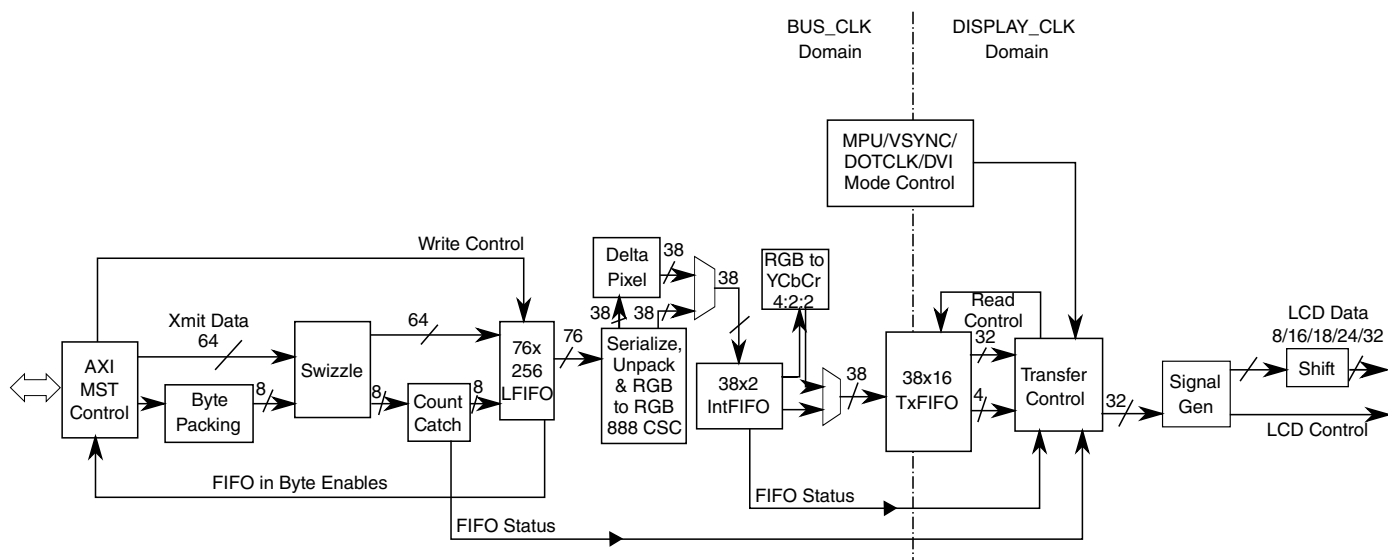 BUS_CLK
Domain
DISPLAY_CLK
Domain
MPU/VSYNC/
DOTCLK/DVI
Mode Control
Write Control
Delta
Pixel
38
38
RGB to
YCbCr
4:2:2
Read
Control
Xmit Data
64
64
76
38
38
32
LCD Data
8/16/18/24/32
AXI
MST
Control
Swizzle
76x
256
LFIFO
Serialize,
Unpack
& RGB
to RGB
888 CSC
38x2
IntFIFO
38
38x16
TxFIFO
Transfer
Control
Signal
Gen
Shift
Byte
Packing
8
8
Count
Catch
8
4
32
LCD Control
FIFO in Byte Enables
FIFO Status
FIFO Status